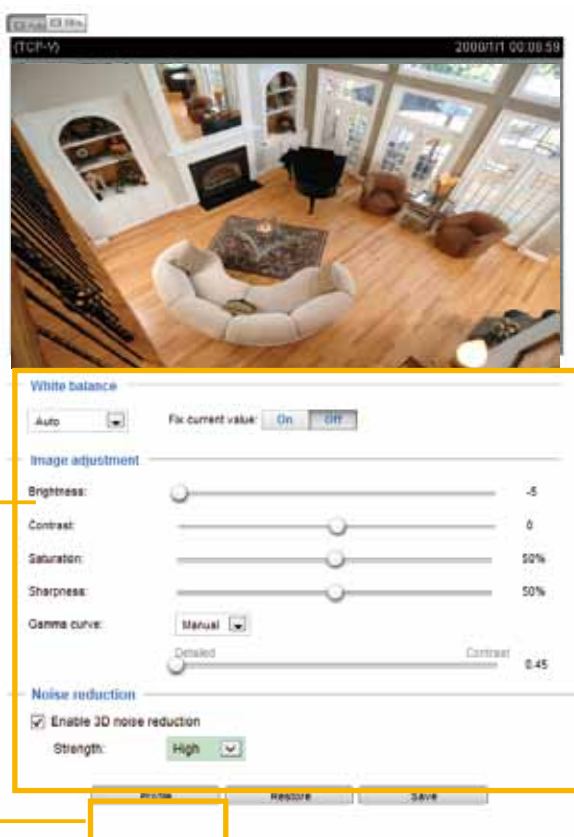 (TCP-V) 2000/1/1 00:08:59
White balance
Auto Fix current value: On Off
Image adjustment
Brightness: -5
Contrast: 0
Saturation: 50%
Sharpness: 50%
Gamma curve: Manual
Detailed Contrast 0.45
Noise reduction
Enable 3D noise reduction
Strength: High
Profile Restore Save